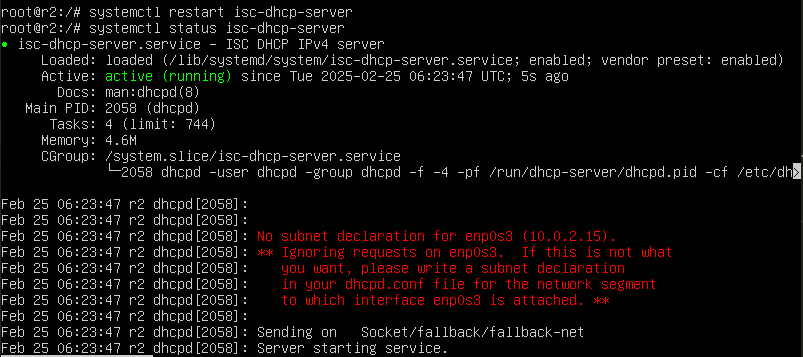 root@r2:/# systemctl restart isc-dhcp-server
root@r2:/# systemctl status isc-dhcp-server
● isc-dhcp-server.service - ISC DHCP IPv4 server
     Loaded: loaded (/lib/systemd/system/isc-dhcp-server.service; enabled; vendor preset: enabled)
     Active: active (running) since Tue 2025-02-25 06:23:47 UTC; 5s ago
       Docs: man:dhcpd(8)
   Main PID: 2058 (dhcpd)
      Tasks: 4 (limit: 744)
     Memory: 4.6M
     CGroup: /system.slice/isc-dhcp-server.service
             └─2058 dhcpd -user dhcpd -group dhcpd -f -4 -pf /run/dhcp-server/dhcpd.pid -cf /etc/dh>
Feb 25 06:23:47 r2 dhcpd[2058]:
Feb 25 06:23:47 r2 dhcpd[2058]:
Feb 25 06:23:47 r2 dhcpd[2058]: No subnet declaration for enp0s3 (10.0.2.15).
Feb 25 06:23:47 r2 dhcpd[2058]: ** Ignoring requests on enp0s3.  If this is not what
Feb 25 06:23:47 r2 dhcpd[2058]:    you want, please write a subnet declaration
Feb 25 06:23:47 r2 dhcpd[2058]:    in your dhcpd.conf file for the network segment
Feb 25 06:23:47 r2 dhcpd[2058]:    to which interface enp0s3 is attached. **
Feb 25 06:23:47 r2 dhcpd[2058]:
Feb 25 06:23:47 r2 dhcpd[2058]: Sending on   Socket/fallback/fallback-net
Feb 25 06:23:47 r2 dhcpd[2058]: Server starting service.